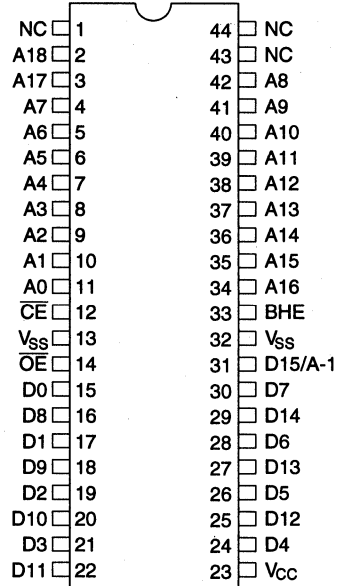 NC 1 44 NC
A18 2 43 NC
A17 3 42 A8
A7 4 41 A9
A6 5 40 A10
A5 6 39 A11
A4 7 38 A12
A3 8 37 A13
A2 9 36 A14
A1 10 35 A15
A0 11 34 A16
C̅E̅ 12 33 BHE
VSS 13 32 VSS
O̅E̅ 14 31 D15/A-1
D0 15 30 D7
D8 16 29 D14
D1 17 28 D6
D9 18 27 D13
D2 19 26 D5
D10 20 25 D12
D3 21 24 D4
D11 22 23 VCC